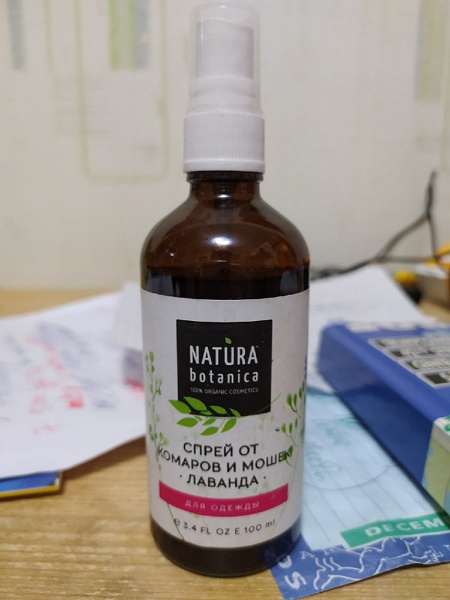 NATURA
botanica
100% ORGANIC COSMETICS
СПРЕЙ ОТ
КОМАРОВ И МОШЕК
· ЛАВАНДА ·
ДЛЯ ОДЕЖДЫ
℮ 3.4 FL OZ E 100 ml
DECEM